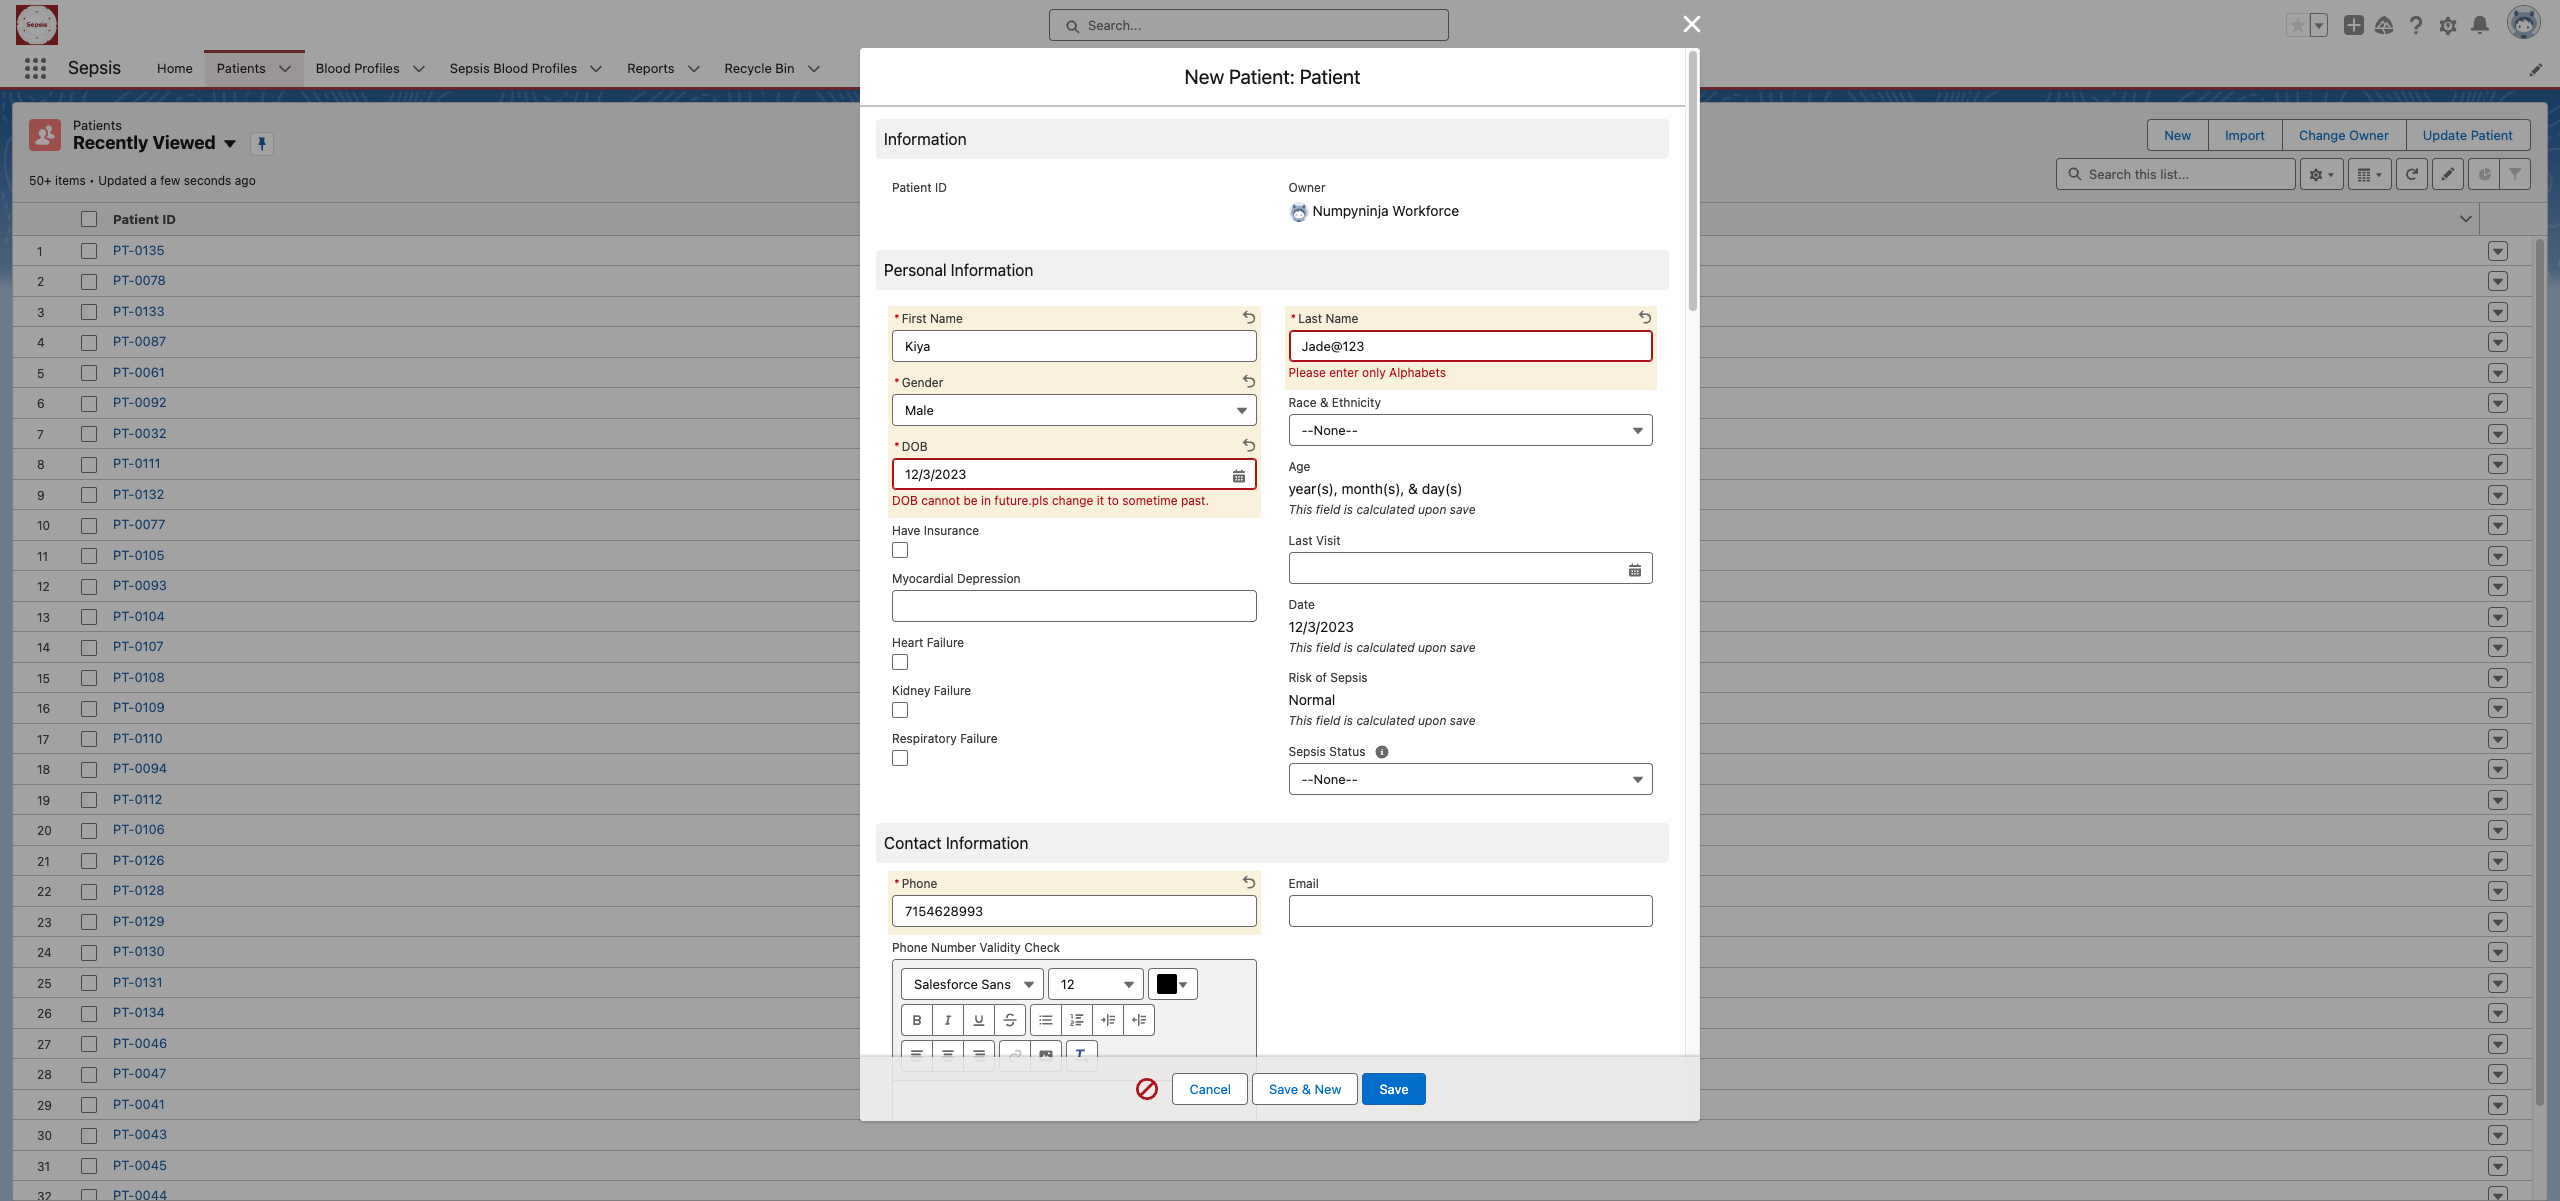 Sepsis
Search...
Sepsis
Home
Patients
Blood Profiles
Sepsis Blood Profiles
Reports
Recycle Bin
Patients
Recently Viewed
50+ items • Updated a few seconds ago
New
Import
Change Owner
Update Patient
Search this list...
Patient ID
1 PT-0135
2 PT-0078
3 PT-0133
4 PT-0087
5 PT-0061
6 PT-0092
7 PT-0032
8 PT-0111
9 PT-0132
10 PT-0077
11 PT-0105
12 PT-0093
13 PT-0104
14 PT-0107
15 PT-0108
16 PT-0109
17 PT-0110
18 PT-0094
19 PT-0112
20 PT-0106
21 PT-0126
22 PT-0128
23 PT-0129
24 PT-0130
25 PT-0131
26 PT-0134
27 PT-0046
28 PT-0047
29 PT-0041
30 PT-0043
31 PT-0045
32 PT-0044
New Patient: Patient
Information
Patient ID
Owner
Numpyninja Workforce
Personal Information
* First Name
Kiya
* Last Name
Jade@123
Please enter only Alphabets
* Gender
Male
Race & Ethnicity
--None--
* DOB
12/3/2023
DOB cannot be in future.pls change it to sometime past.
Age
year(s), month(s), & day(s)
This field is calculated upon save
Have Insurance
Last Visit
Myocardial Depression
Date
12/3/2023
This field is calculated upon save
Heart Failure
Risk of Sepsis
Normal
This field is calculated upon save
Kidney Failure
Respiratory Failure
Sepsis Status
--None--
Contact Information
* Phone
7154628993
Email
Phone Number Validity Check
Salesforce Sans
12
B I U S
Cancel
Save & New
Save